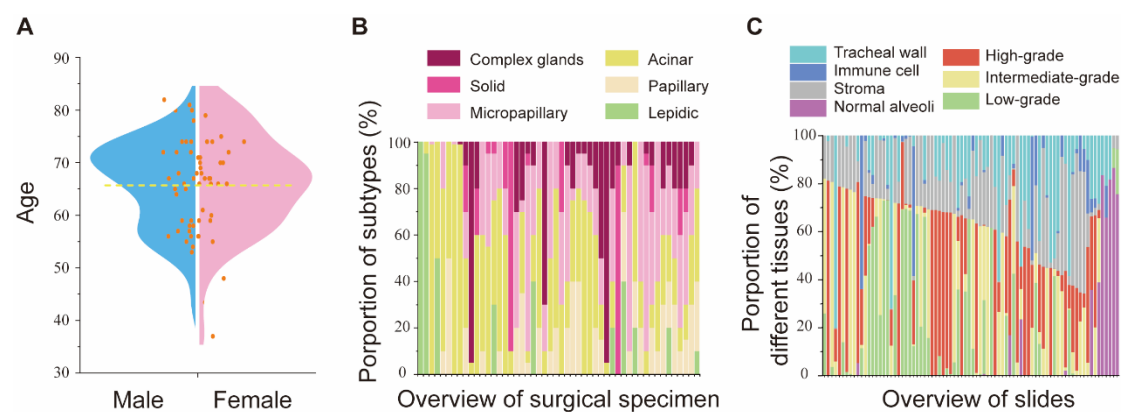 A
Age
90
80
70
60
50
40
30
Male
Female
B
Complex glands
Solid
Micropapillary
Acinar
Papillary
Lepidic
Porportion of subtypes (%)
100
80
60
40
20
0
Overview of surgical specimen
C
Tracheal wall
Immune cell
Stroma
Normal alveoli
High-grade
Intermediate-grade
Low-grade
Porportion of
different tissues (%)
100
80
60
40
20
0
Overview of slides